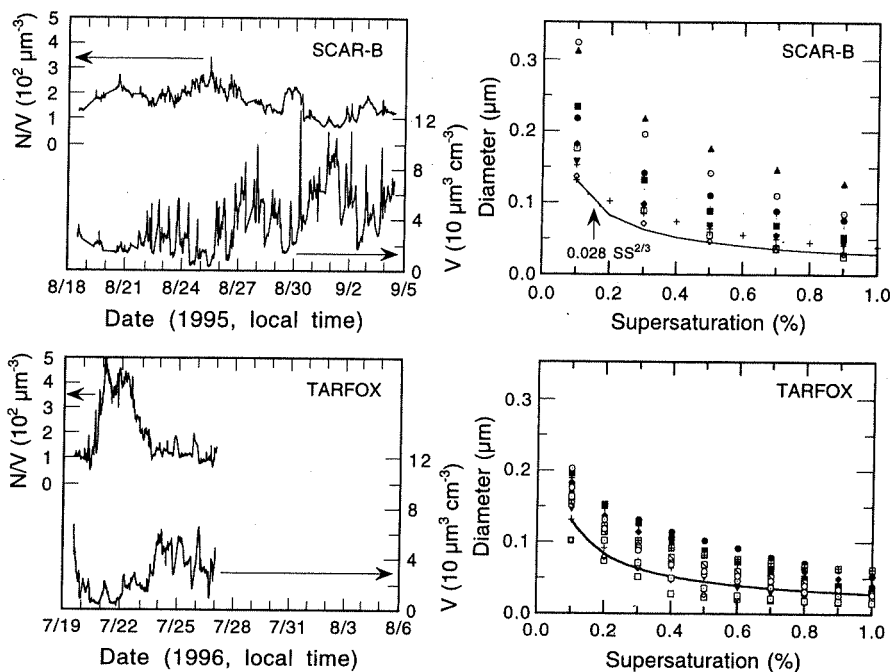 SCAR-B
N/V (10² μm⁻³)
5
4
3
2
1
0
12
8
4
0
V (10 μm³ cm⁻³)
8/18 8/21 8/24 8/27 8/30 9/2 9/5
Date (1995, local time)
SCAR-B
Diameter (μm)
0.3
0.2
0.1
0.0
0.028 SS²/³
0.0 0.2 0.4 0.6 0.8 1.0
Supersaturation (%)
TARFOX
N/V (10² μm⁻³)
5
4
3
2
1
0
12
8
4
0
V (10 μm³ cm⁻³)
7/19 7/22 7/25 7/28 7/31 8/3 8/6
Date (1996, local time)
TARFOX
Diameter (μm)
0.3
0.2
0.1
0.0
0.0 0.2 0.4 0.6 0.8 1.0
Supersaturation (%)